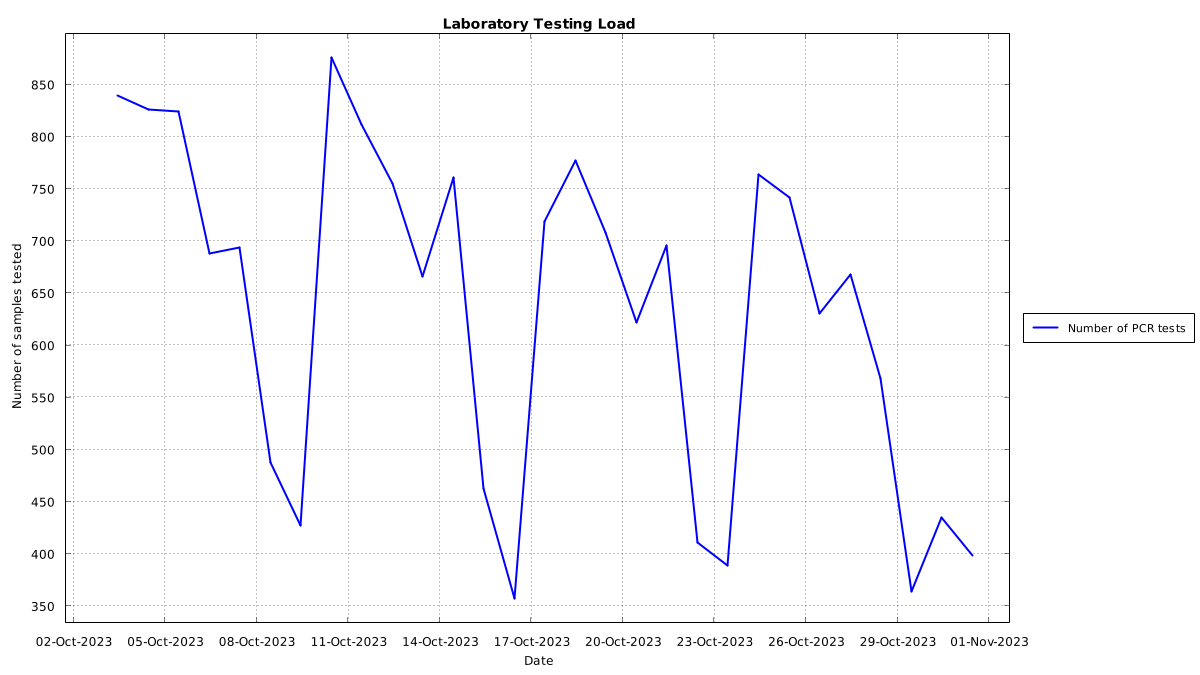 Laboratory Testing Load
Number of samples tested
850
800
750
700
650
600
550
500
450
400
350
02-Oct-2023 05-Oct-2023 08-Oct-2023 11-Oct-2023 14-Oct-2023 17-Oct-2023 20-Oct-2023 23-Oct-2023 26-Oct-2023 29-Oct-2023 01-Nov-2023
Date
Number of PCR tests